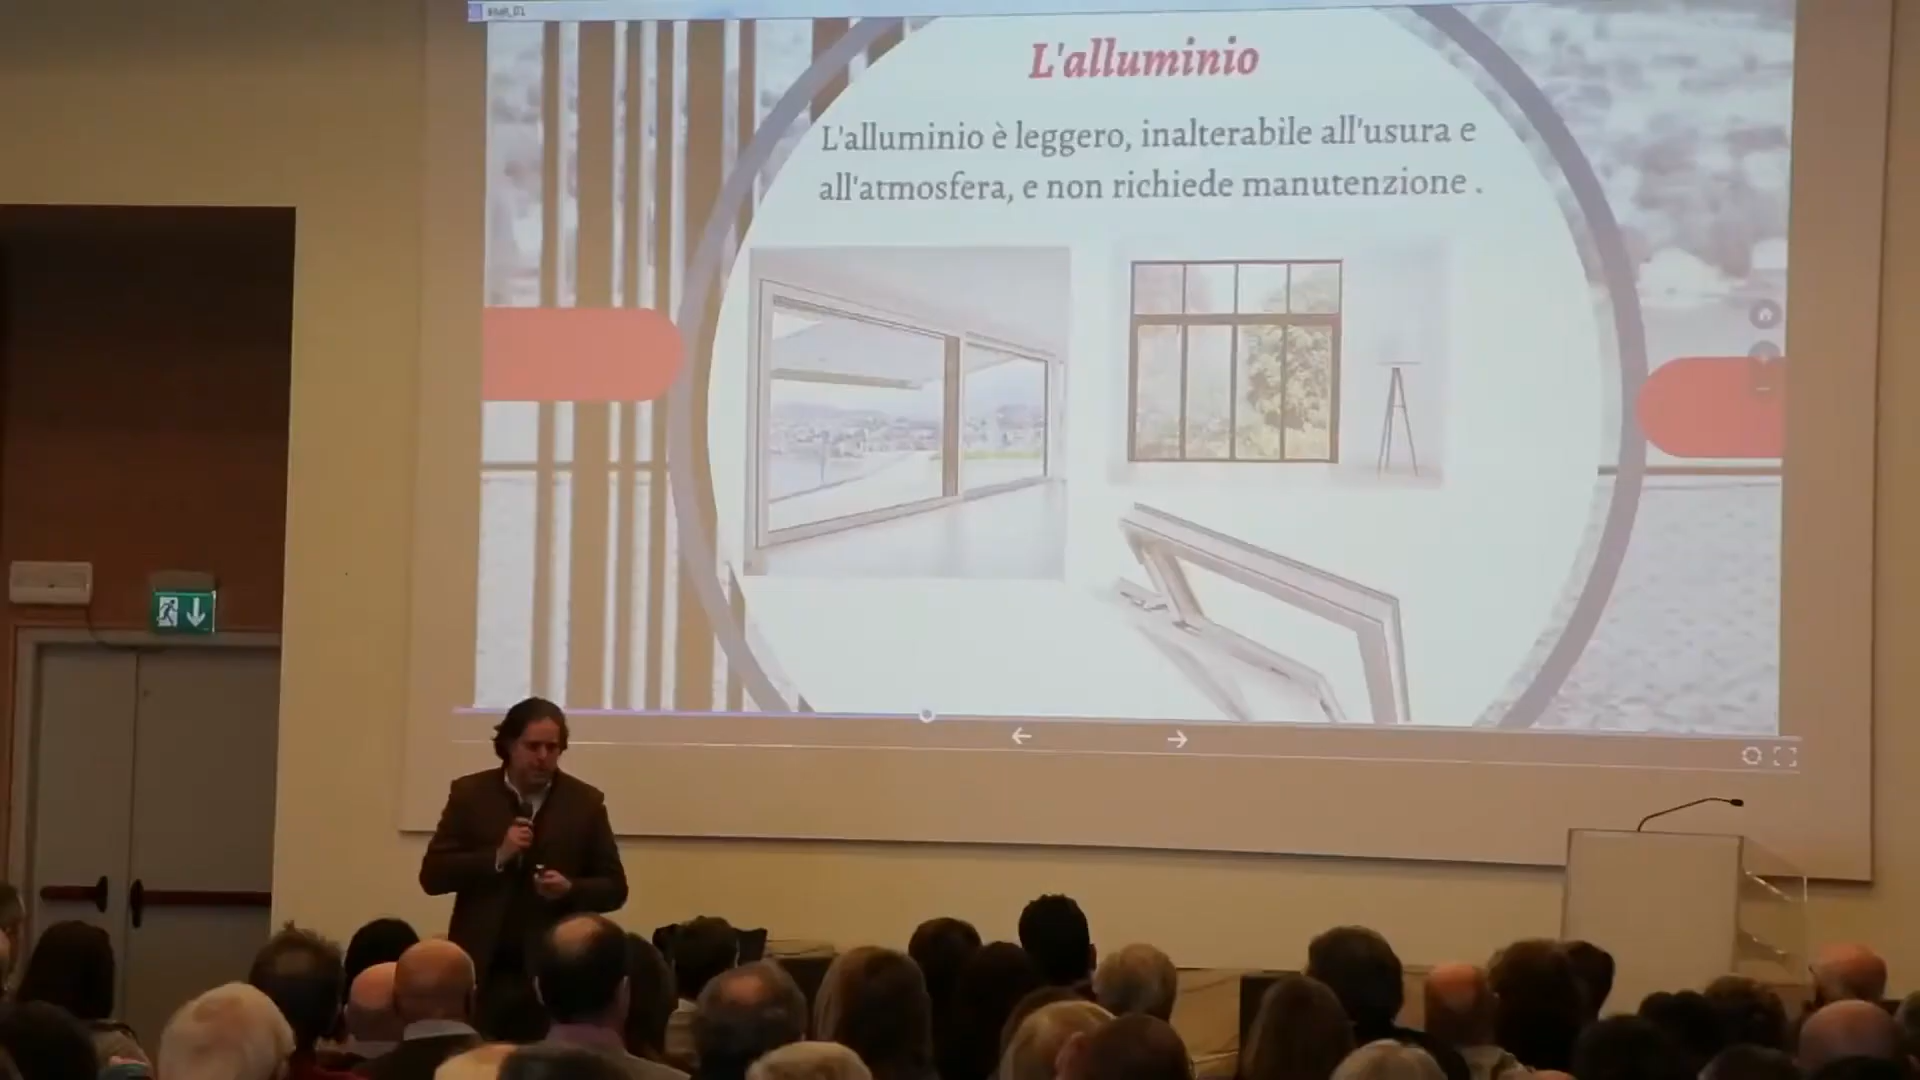 L'alluminio
L'alluminio è leggero, inalterabile all'usura e
all'atmosfera, e non richiede manutenzione .